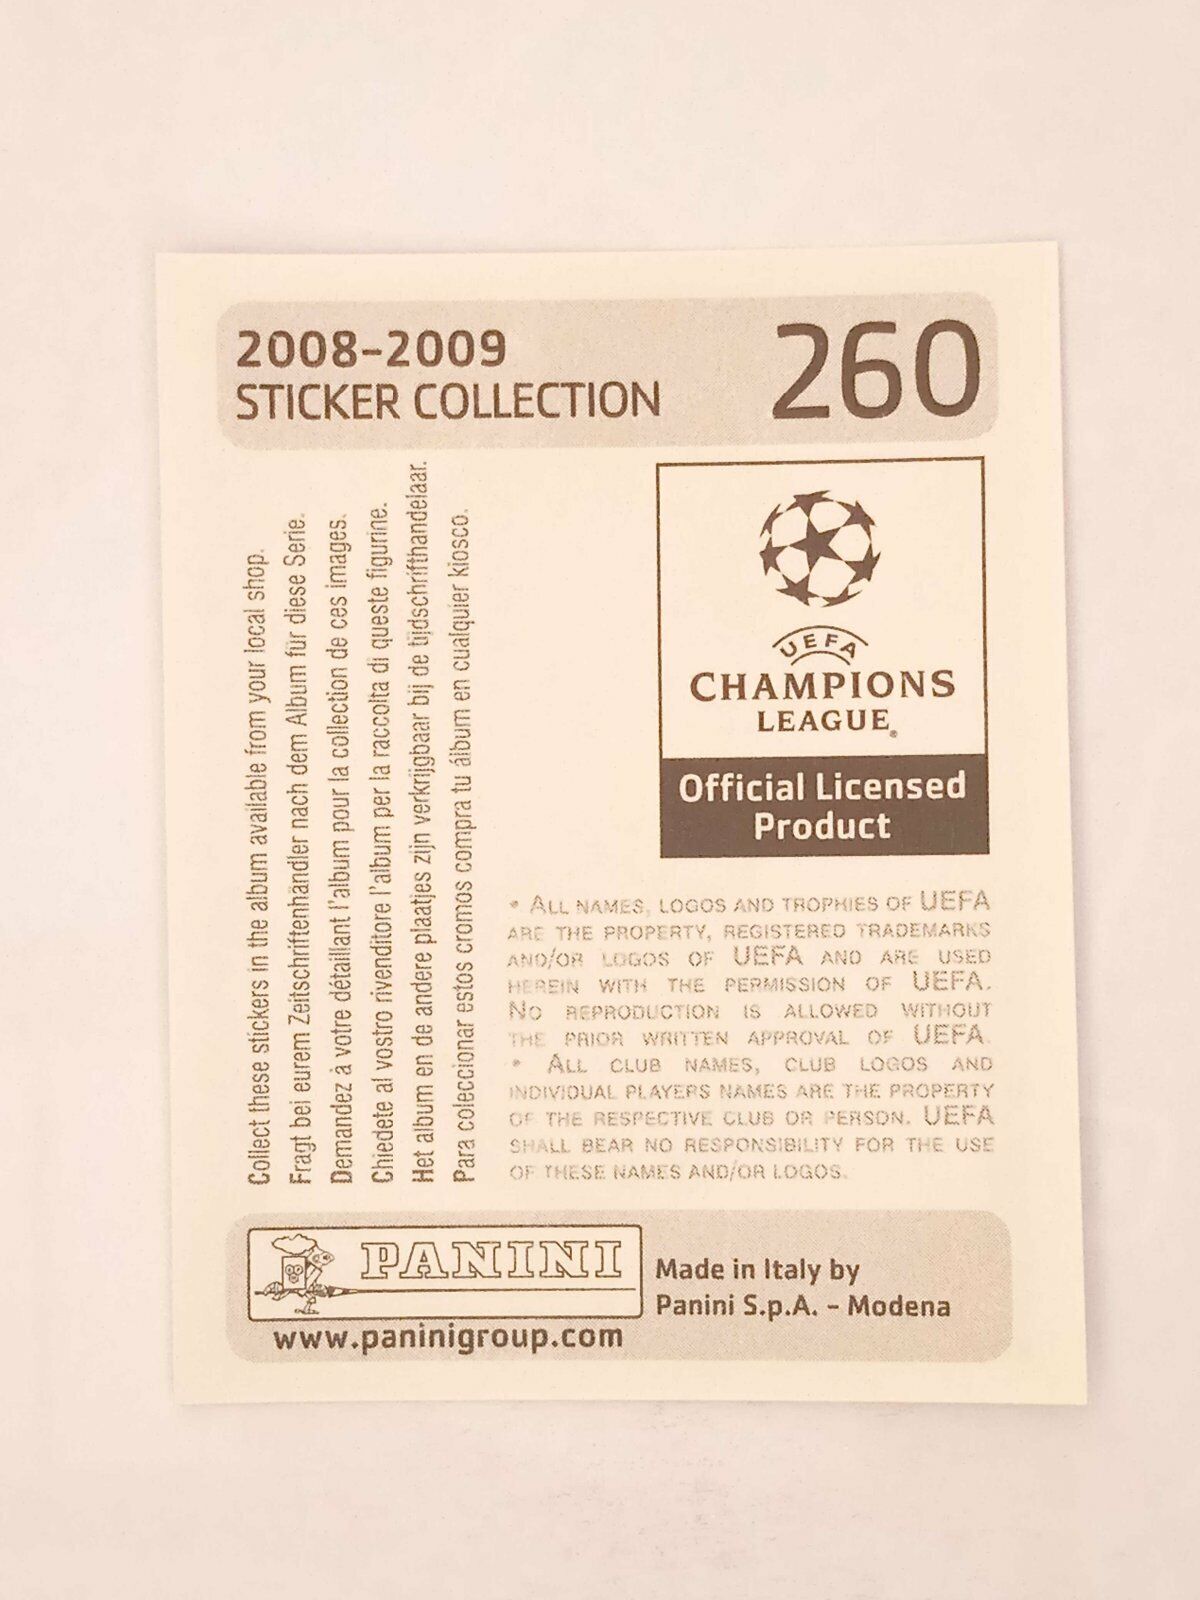 2008-2009
STICKER COLLECTION
260
Collect these stickers in the album available from your local shop.
Fragt bei eurem Zeitschriftenhändler nach dem Album für diese Serie.
Demandez à votre détaillant l'album pour la collection de ces images.
Chiedete al vostro rivenditore l'album per la raccolta di queste figurine.
Het album en de andere plaatjes zijn verkrijgbaar bij de tijdschrifthandelaar.
Para coleccionar estos cromos compra tu álbum en cualquier kiosco.
UEFA
CHAMPIONS
LEAGUE®
Official Licensed
Product
• ALL NAMES, LOGOS AND TROPHIES OF UEFA
ARE THE PROPERTY, REGISTERED TRADEMARKS
AND/OR LOGOS OF UEFA AND ARE USED
HEREIN WITH THE PERMISSION OF UEFA.
NO REPRODUCTION IS ALLOWED WITHOUT
THE PRIOR WRITTEN APPROVAL OF UEFA.
• ALL CLUB NAMES, CLUB LOGOS AND
INDIVIDUAL PLAYERS NAMES ARE THE PROPERTY
OF THE RESPECTIVE CLUB OR PERSON. UEFA
SHALL BEAR NO RESPONSIBILITY FOR THE USE
OF THESE NAMES AND/OR LOGOS.
PANINI
www.paninigroup.com
Made in Italy by
Panini S.p.A. - Modena